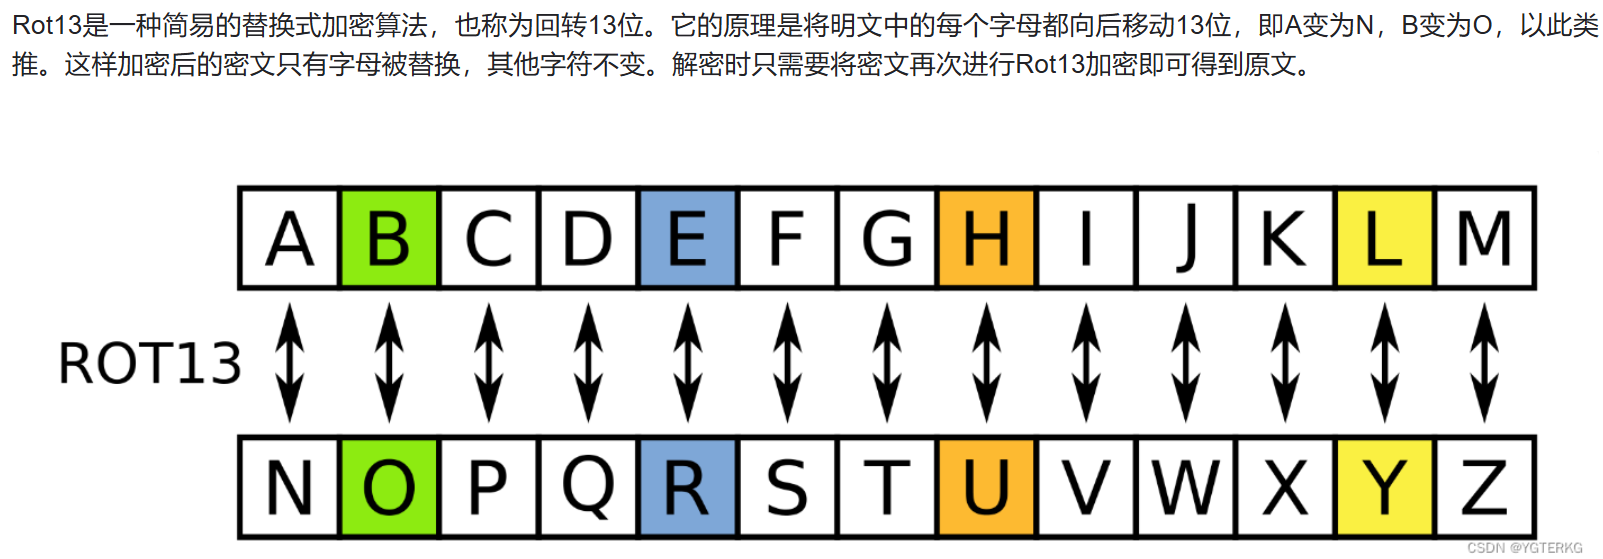 Rot13是一种简易的替换式加密算法，也称为回转13位。它的原理是将明文中的每个字母都向后移动13位，即A变为N，B变为O，以此类
推。这样加密后的密文只有字母被替换，其他字符不变。解密时只需要将密文再次进行Rot13加密即可得到原文。
A B C D E F G H I J K L M
ROT13
N O P Q R S T U V W X Y Z
CSDN @YGTERKG